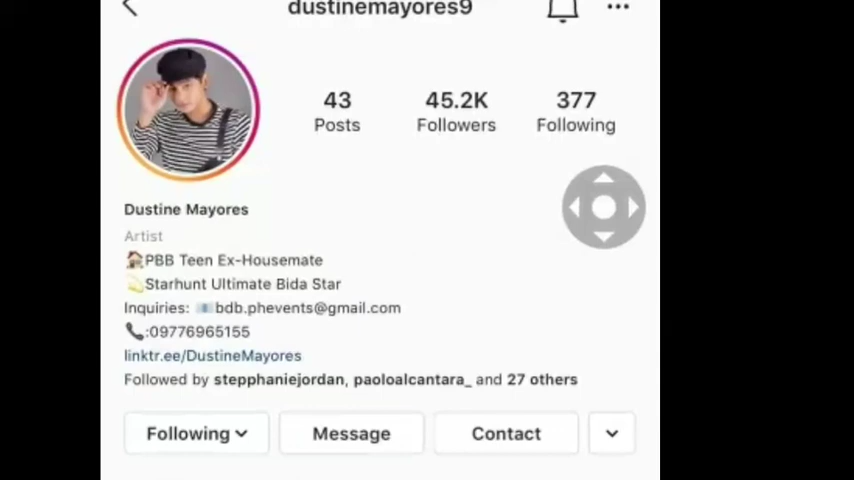 dustinemayores9
43
45.2K
377
Posts
Followers
Following
Dustine Mayores
Artist
🏠PBB Teen Ex-Housemate
💫Starhunt Ultimate Bida Star
Inquiries: 📧bdb.phevents@gmail.com
📞:09776965155
linktr.ee/DustineMayores
Followed by stepphaniejordan, paoloalcantara_ and 27 others
Following
Message
Contact